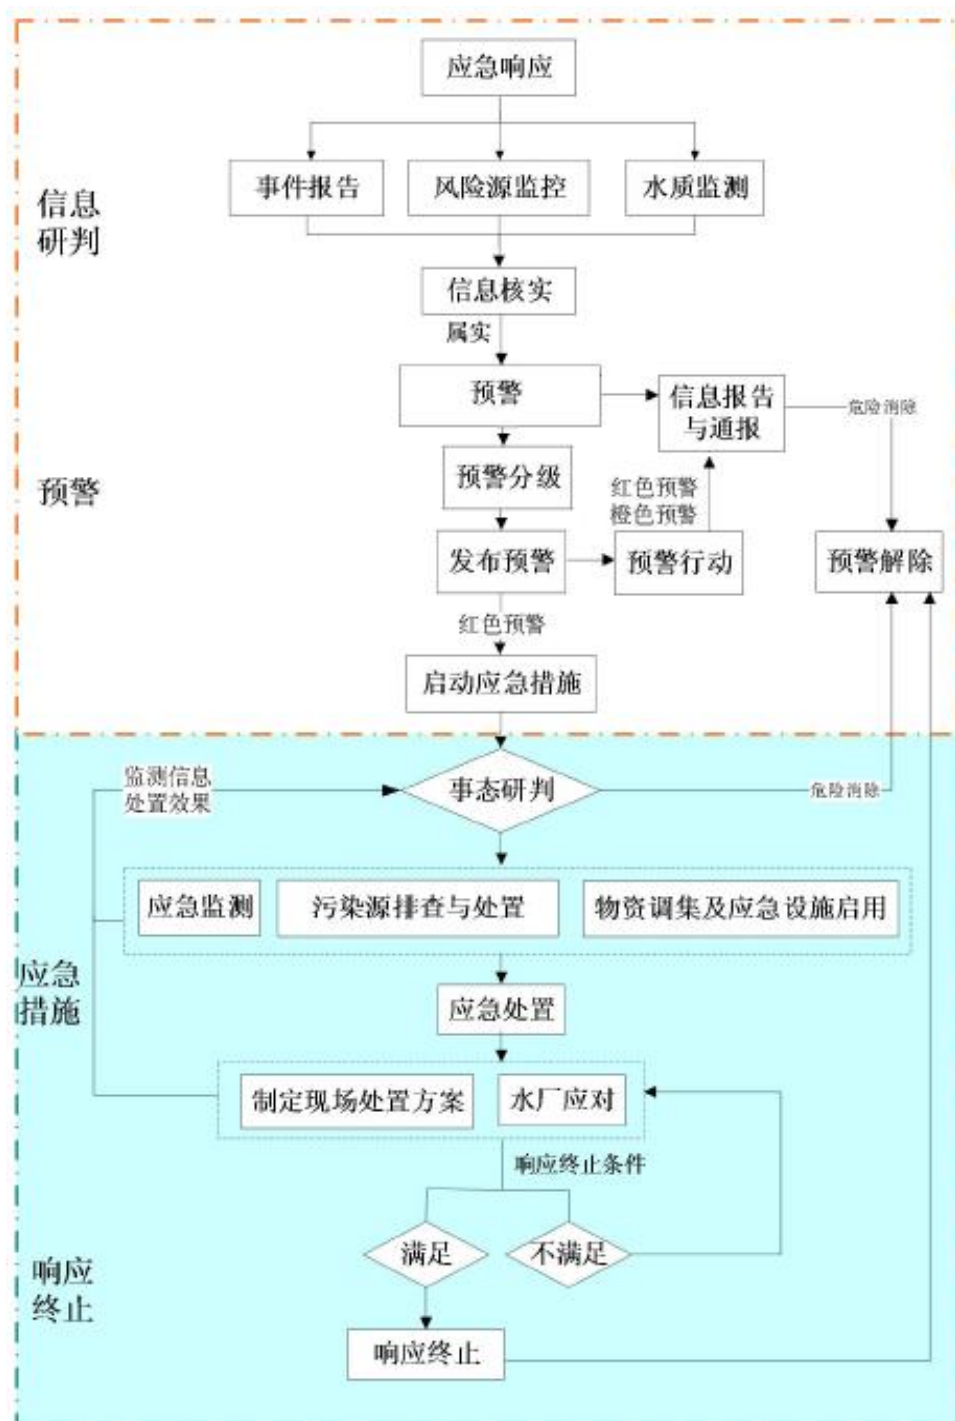 应急响应
事件报告
风险源监控
水质监测
信息
研判
信息核实
属实
预警
信息报告
与通报
危险消除
预警
预警分级
红色预警
橙色预警
发布预警
预警行动
预警解除
红色预警
启动应急措施
监测信息
处置效果
事态研判
危险消除
应急监测
污染源排查与处置
物资调集及应急设施启用
应急
措施
应急处置
制定现场处置方案
水厂应对
响应终止条件
满足
不满足
响应
终止
响应终止